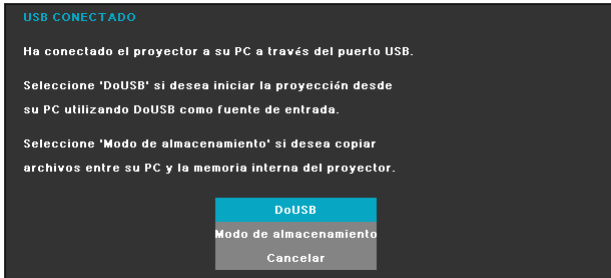 USB CONECTADO
Ha conectado el proyector a su PC a través del puerto USB.
Seleccione 'DoUSB' si desea iniciar la proyección desde
su PC utilizando DoUSB como fuente de entrada.
Seleccione 'Modo de almacenamiento' si desea copiar
archivos entre su PC y la memoria interna del proyector.
DoUSB
Modo de almacenamiento
Cancelar